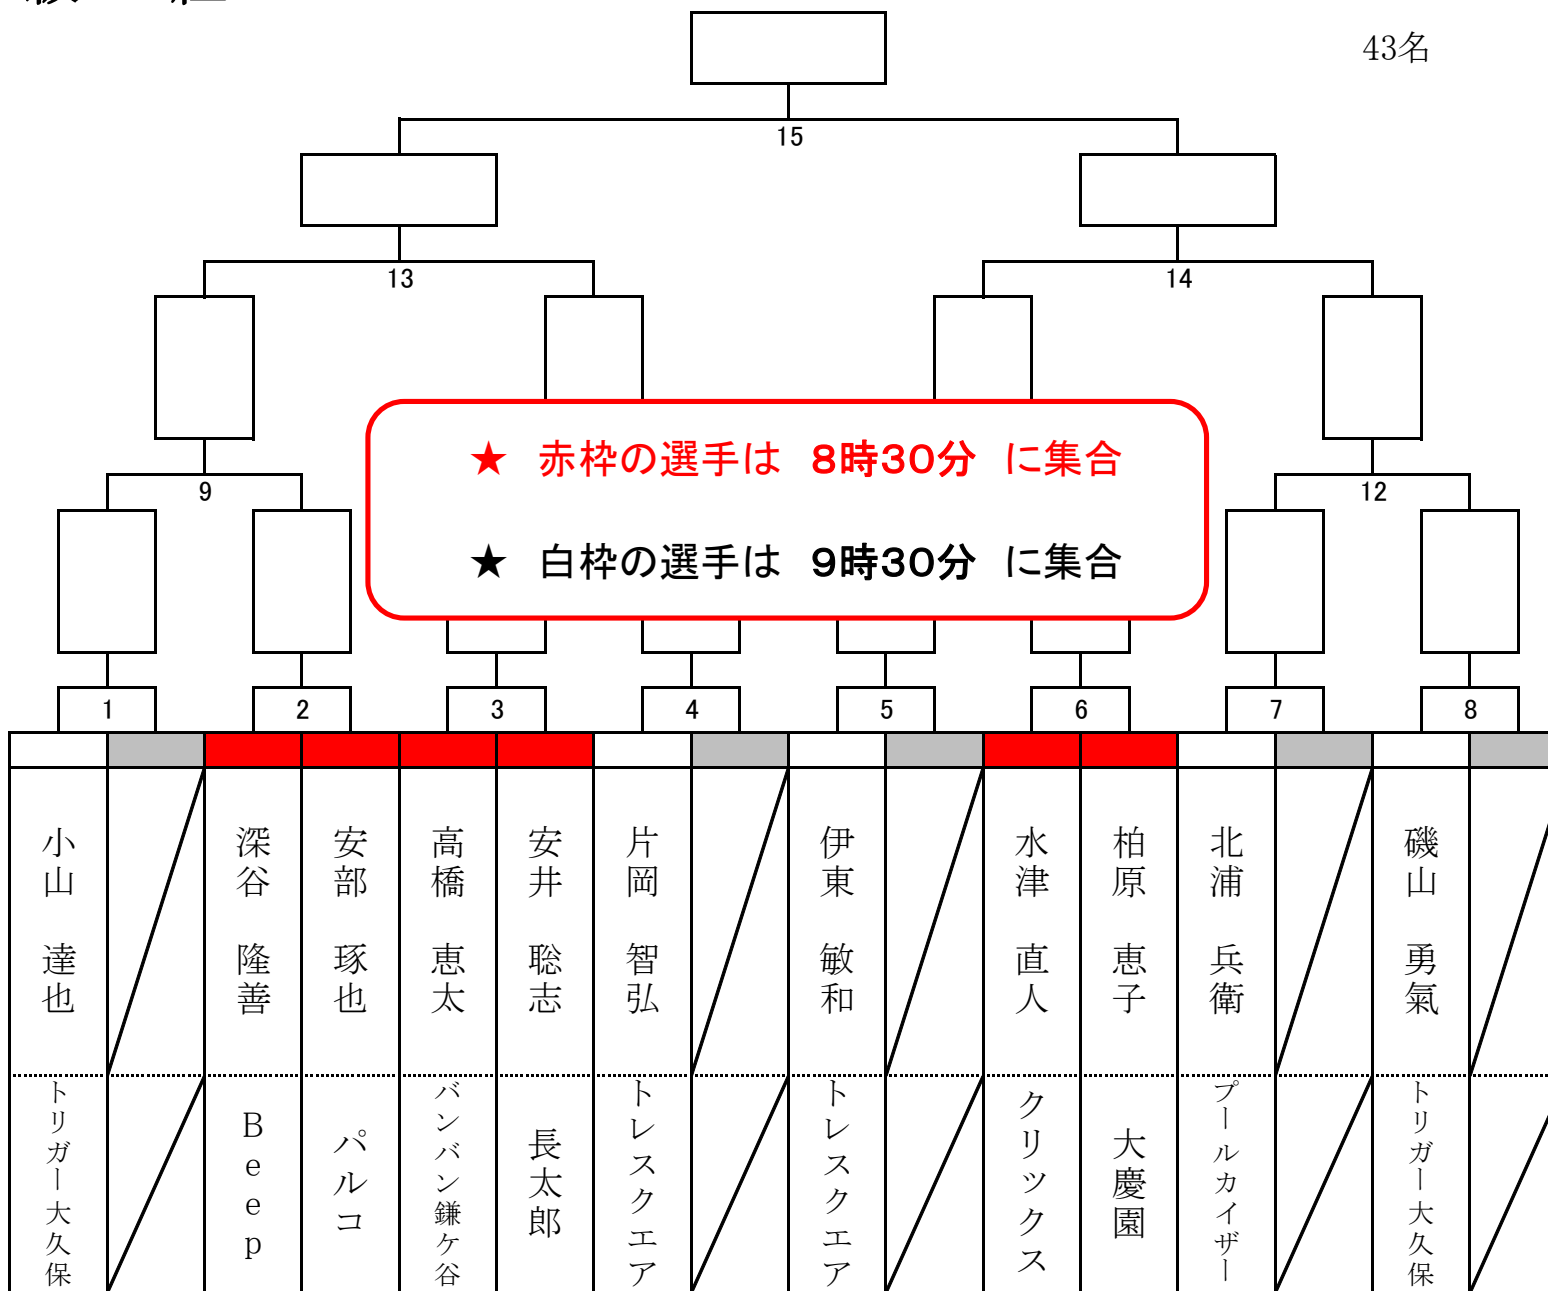 43名
15
13
14
★ 赤枠の選手は 8時30分 に集合
9
12
★ 白枠の選手は 9時30分 に集合
1 2 3 4 5 6 7 8
小山 達也
深谷 隆善
安部 琢也
高橋 恵太
安井 聡志
片岡 智弘
伊東 敏和
水津 直人
柏原 恵子
北浦 兵衛
磯山 勇氣
トリガー大久保
Beep
パルコ
バンバン鎌ケ谷
長太郎
トレスクエア
トレスクエア
クリックス
大慶園
プールカイザー
トリガー大久保